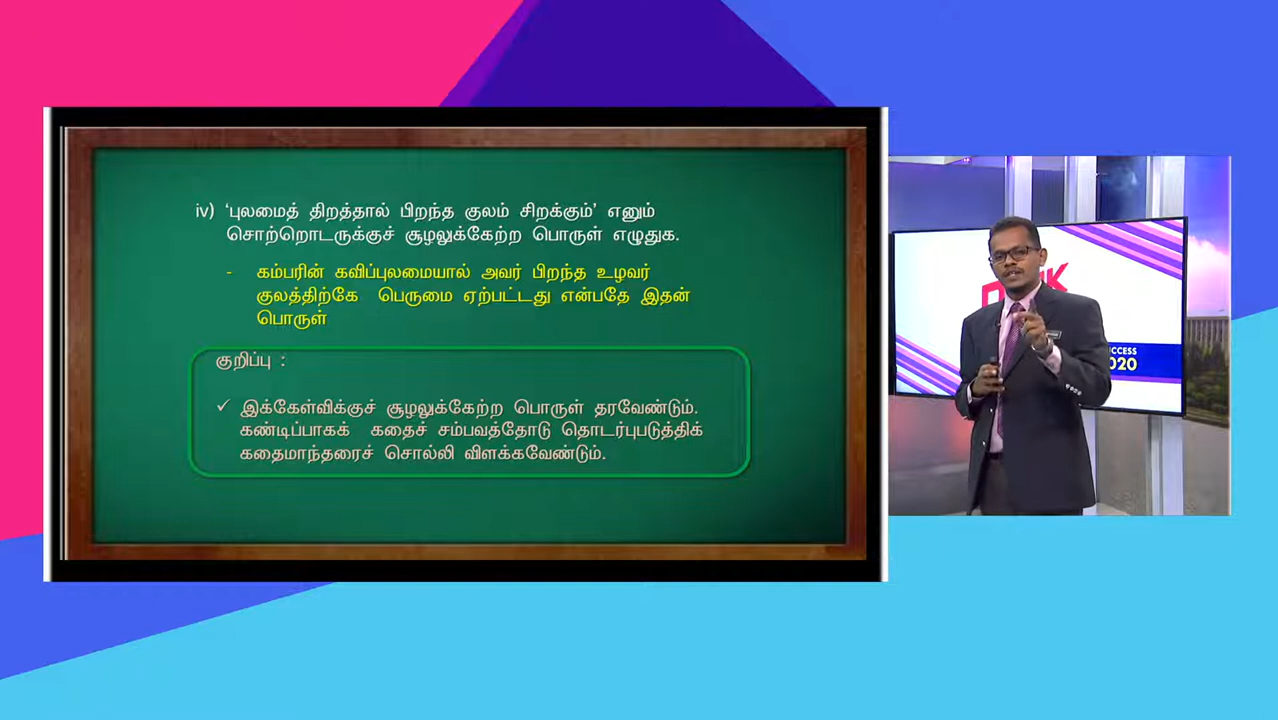 iv) ‘புலமைத் திறத்தால் பிறந்த குலம் சிறக்கும்’ எனும்
சொற்றொடருக்குச் சூழலுக்கேற்ற பொருள் எழுதுக.
- கம்பரின் கவிப்புலமையால் அவர் பிறந்த உழவர்
குலத்திற்கே பெருமை ஏற்பட்டது என்பதே இதன்
பொருள்
குறிப்பு :
✓ இக்கேள்விக்குச் சூழலுக்கேற்ற பொருள் தரவேண்டும்.
கண்டிப்பாகக் கதைச் சம்பவத்தோடு தொடர்புபடுத்திக்
கதைமாந்தரைச் சொல்லி விளக்கவேண்டும்.